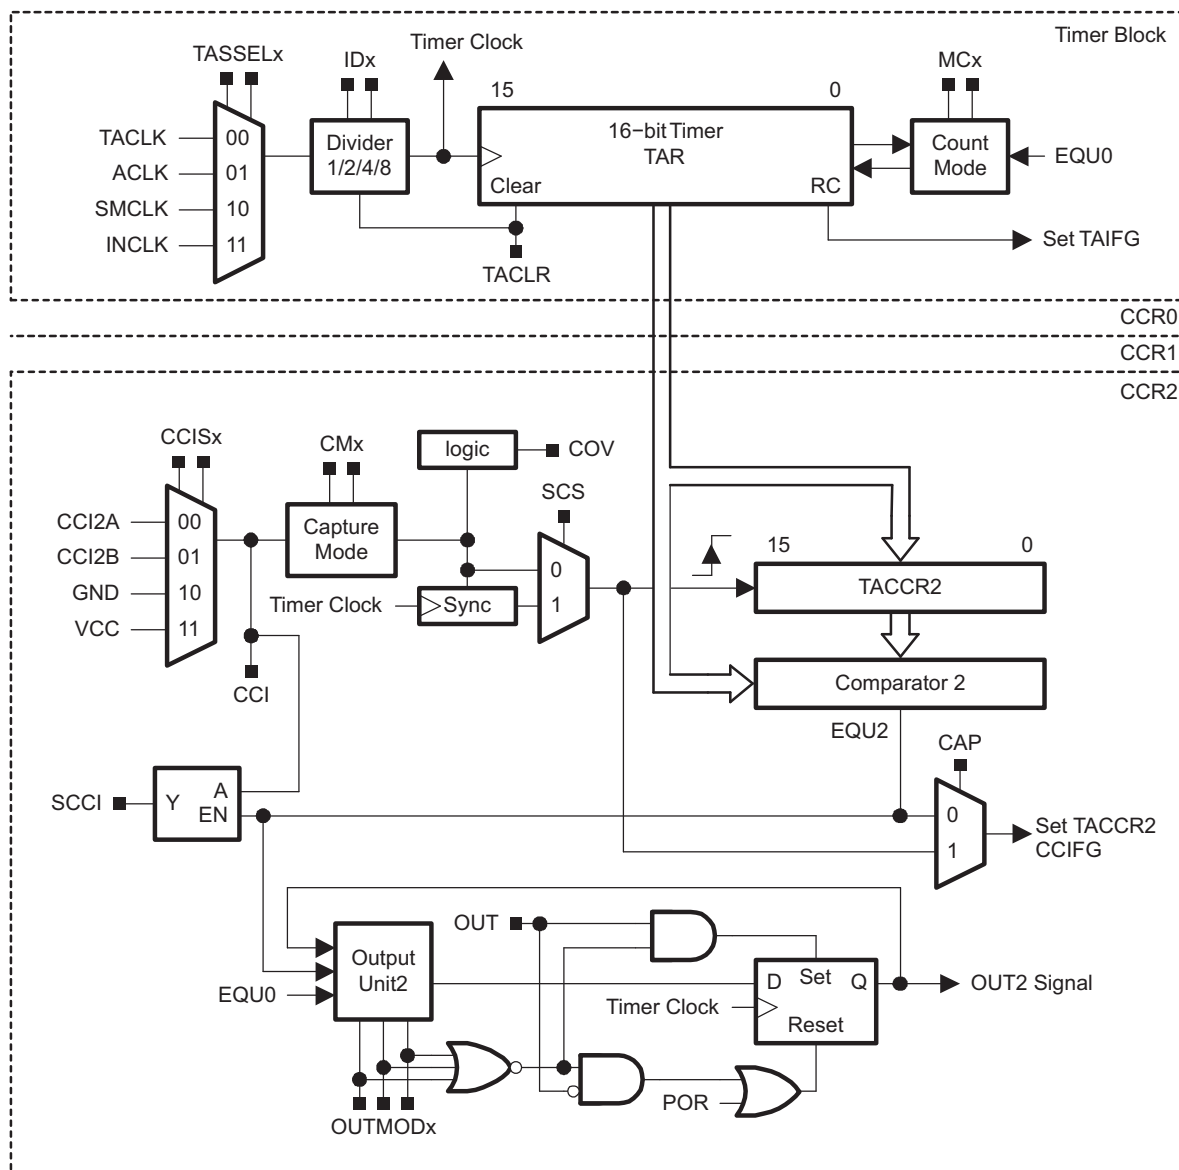 Timer Block
Timer Clock
TASSELx
IDx
MCx
15
0
TACLK
00
ACLK
01
SMCLK
10
INCLK
11
Divider
1/2/4/8
16−bit Timer
TAR
Clear
RC
Count
Mode
EQU0
Set TAIFG
TACLR
CCR0
CCR1
CCR2
CCISx
CMx
logic
COV
SCS
CCI2A
00
CCI2B
01
GND
10
VCC
11
Capture
Mode
Timer Clock
Sync
0
1
15
0
TACCR2
Comparator 2
CCI
EQU2
CAP
SCCI
Y
A
EN
0
1
Set TACCR2
CCIFG
OUT
Output
Unit2
EQU0
D
Set
Q
OUT2 Signal
Timer Clock
Reset
POR
OUTMODx